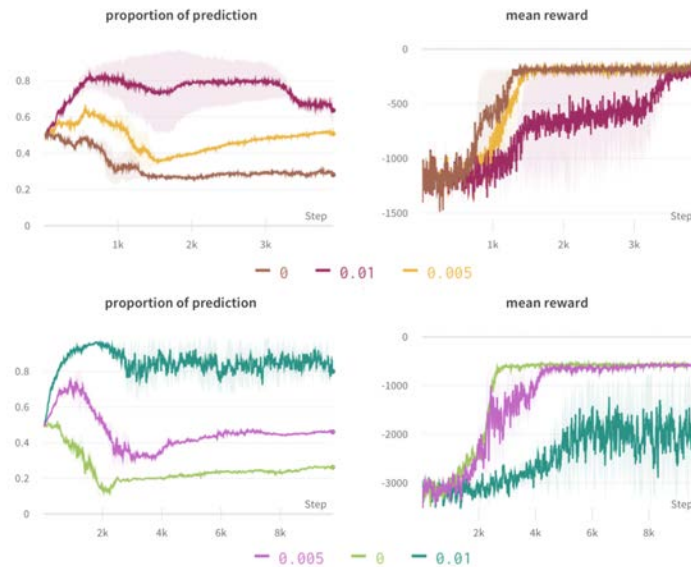 proportion of prediction
mean reward
0.8
0.6
0.4
0.2
0
Step
1k
2k
3k
0
-500
-1000
-1500
Step
1k
2k
3k
0
0.01
0.005
proportion of prediction
mean reward
0.8
0.6
0.4
0.2
0
Step
2k
4k
6k
8k
0
-1000
-2000
-3000
Step
2k
4k
6k
8k
0.005
0
0.01